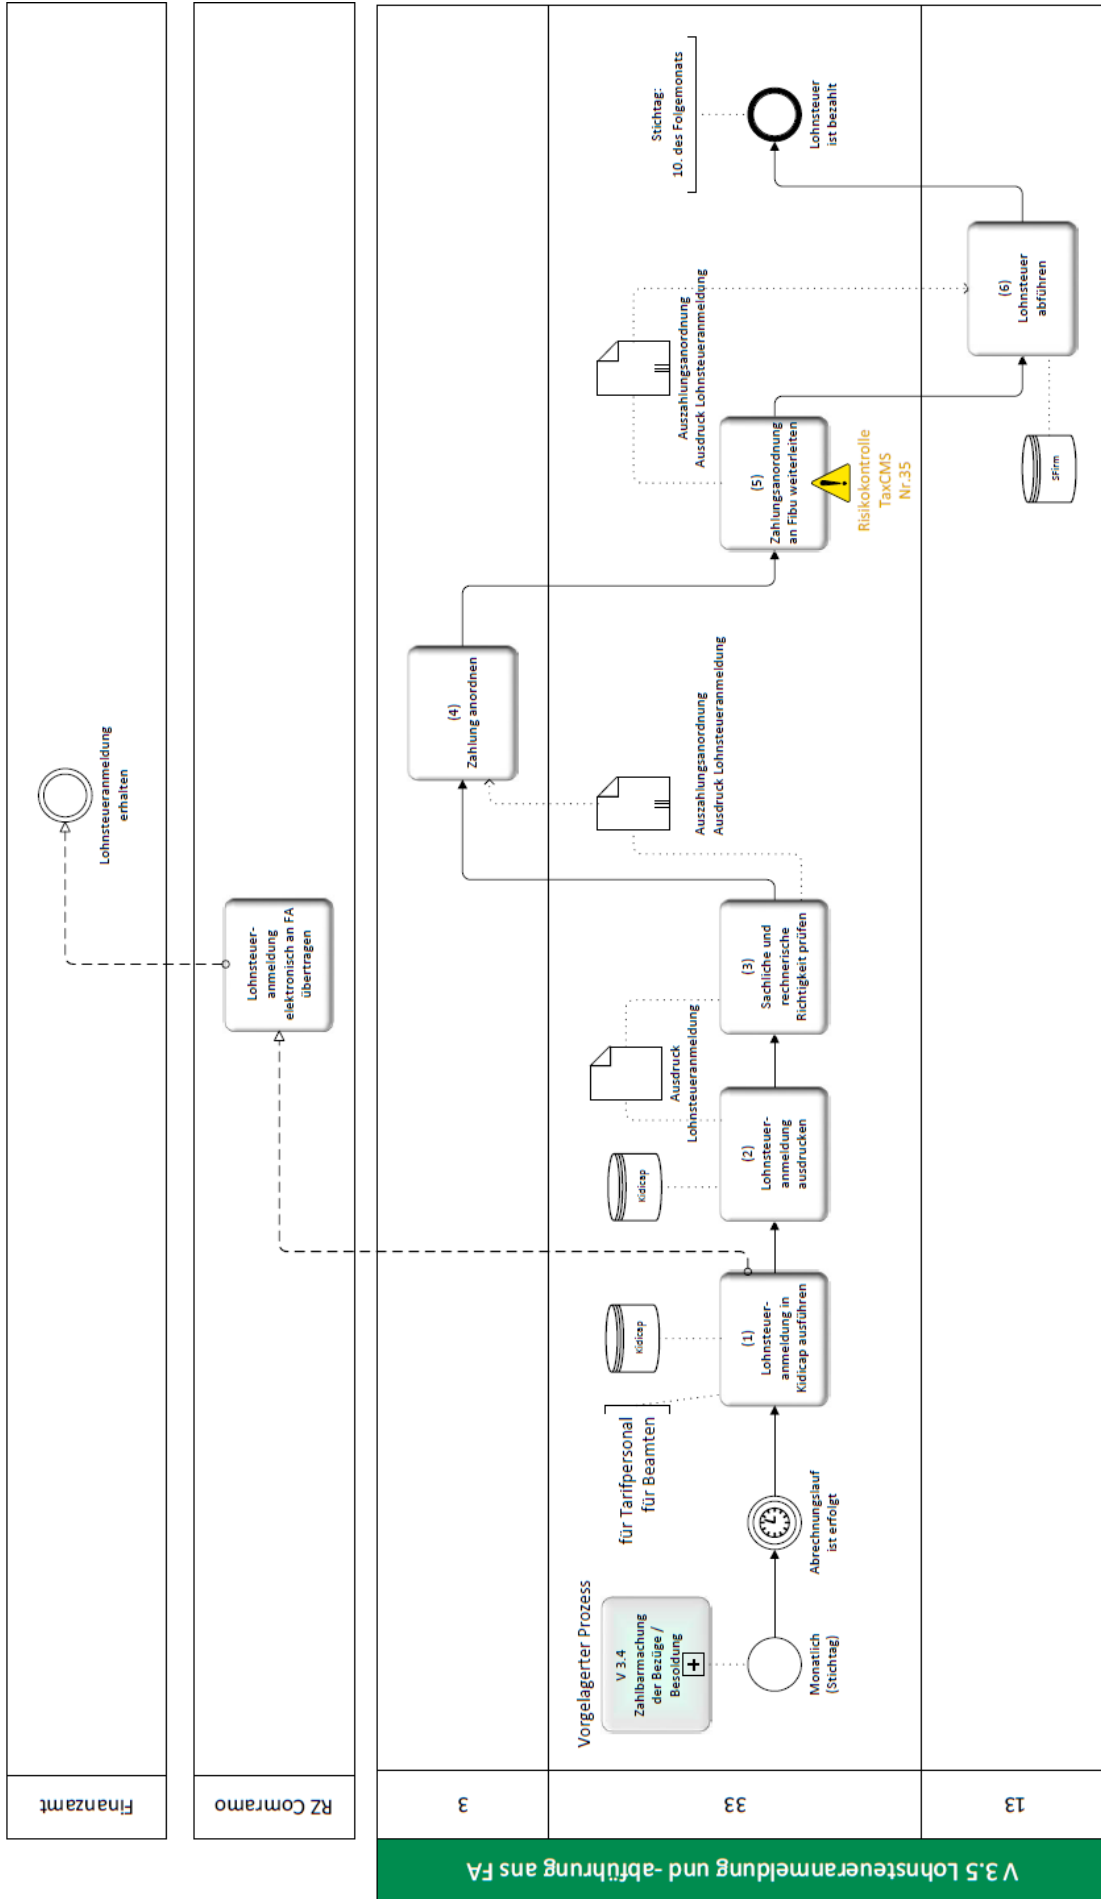 V 3.5 Lohnsteueranmeldung und -abführung ans FA
Finanzamt
Lohnsteueranmeldung
erhalten
RZ Comramo
Lohnsteuer-
anmeldung
elektronisch an FA
übertragen
3
(4)
Zahlung anordnen
33
Vorgelagerter Prozess
V 3.4
Zahlbarmachung
der Bezüge /
Besoldung
Monatlich
(Stichtag)
Abrechnungslauf
ist erfolgt
für Tarifpersonal
für Beamten
Kidicap
(1)
Lohnsteuer-
anmeldung in
Kidicap ausführen
Kidicap
(2)
Lohnsteuer-
anmeldung
ausdrucken
Ausdruck
Lohnsteueranmeldung
(3)
Sachliche und
rechnerische
Richtigkeit prüfen
Auszahlungsanordnung
Ausdruck Lohnsteueranmeldung
(5)
Zahlungsanordnung
an Fibu weiterleiten
Risikokontrolle
TaxCMS
Nr.35
Auszahlungsanordnung
Ausdruck Lohnsteueranmeldung
Stichtag:
10. des Folgemonats
Lohnsteuer
ist bezahlt
13
SFirm
(6)
Lohnsteuer
abführen